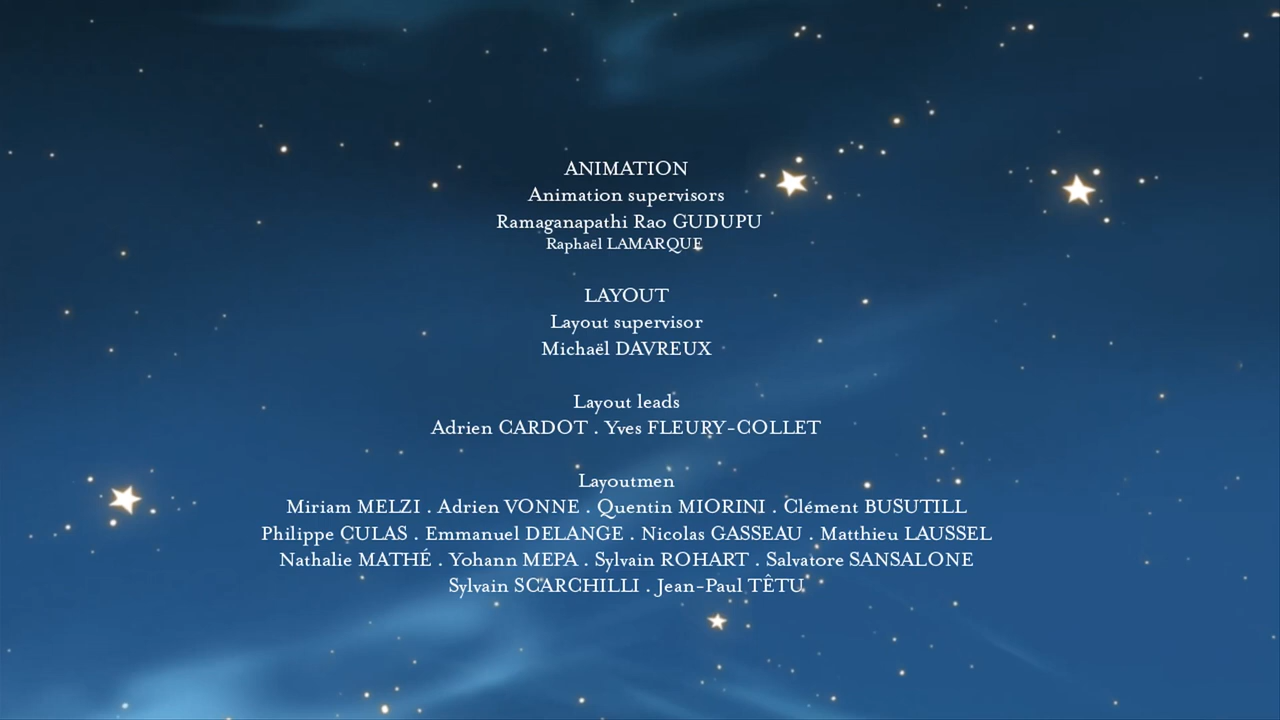 ANIMATION
Animation supervisors
Ramaganapathi Rao GUDUPU
Raphaël LAMARQUE
LAYOUT
Layout supervisor
Michaël DAVREUX
Layout leads
Adrien CARDOT . Yves FLEURY-COLLET
Layoutmen
Miriam MELZI . Adrien VONNE . Quentin MIORINI . Clément BUSUTILL
Philippe CULAS . Emmanuel DELANGE . Nicolas GASSEAU . Matthieu LAUSSEL
Nathalie MATHÉ . Yohann MEPA . Sylvain ROHART . Salvatore SANSALONE
Sylvain SCARCHILLI . Jean-Paul TÊTU